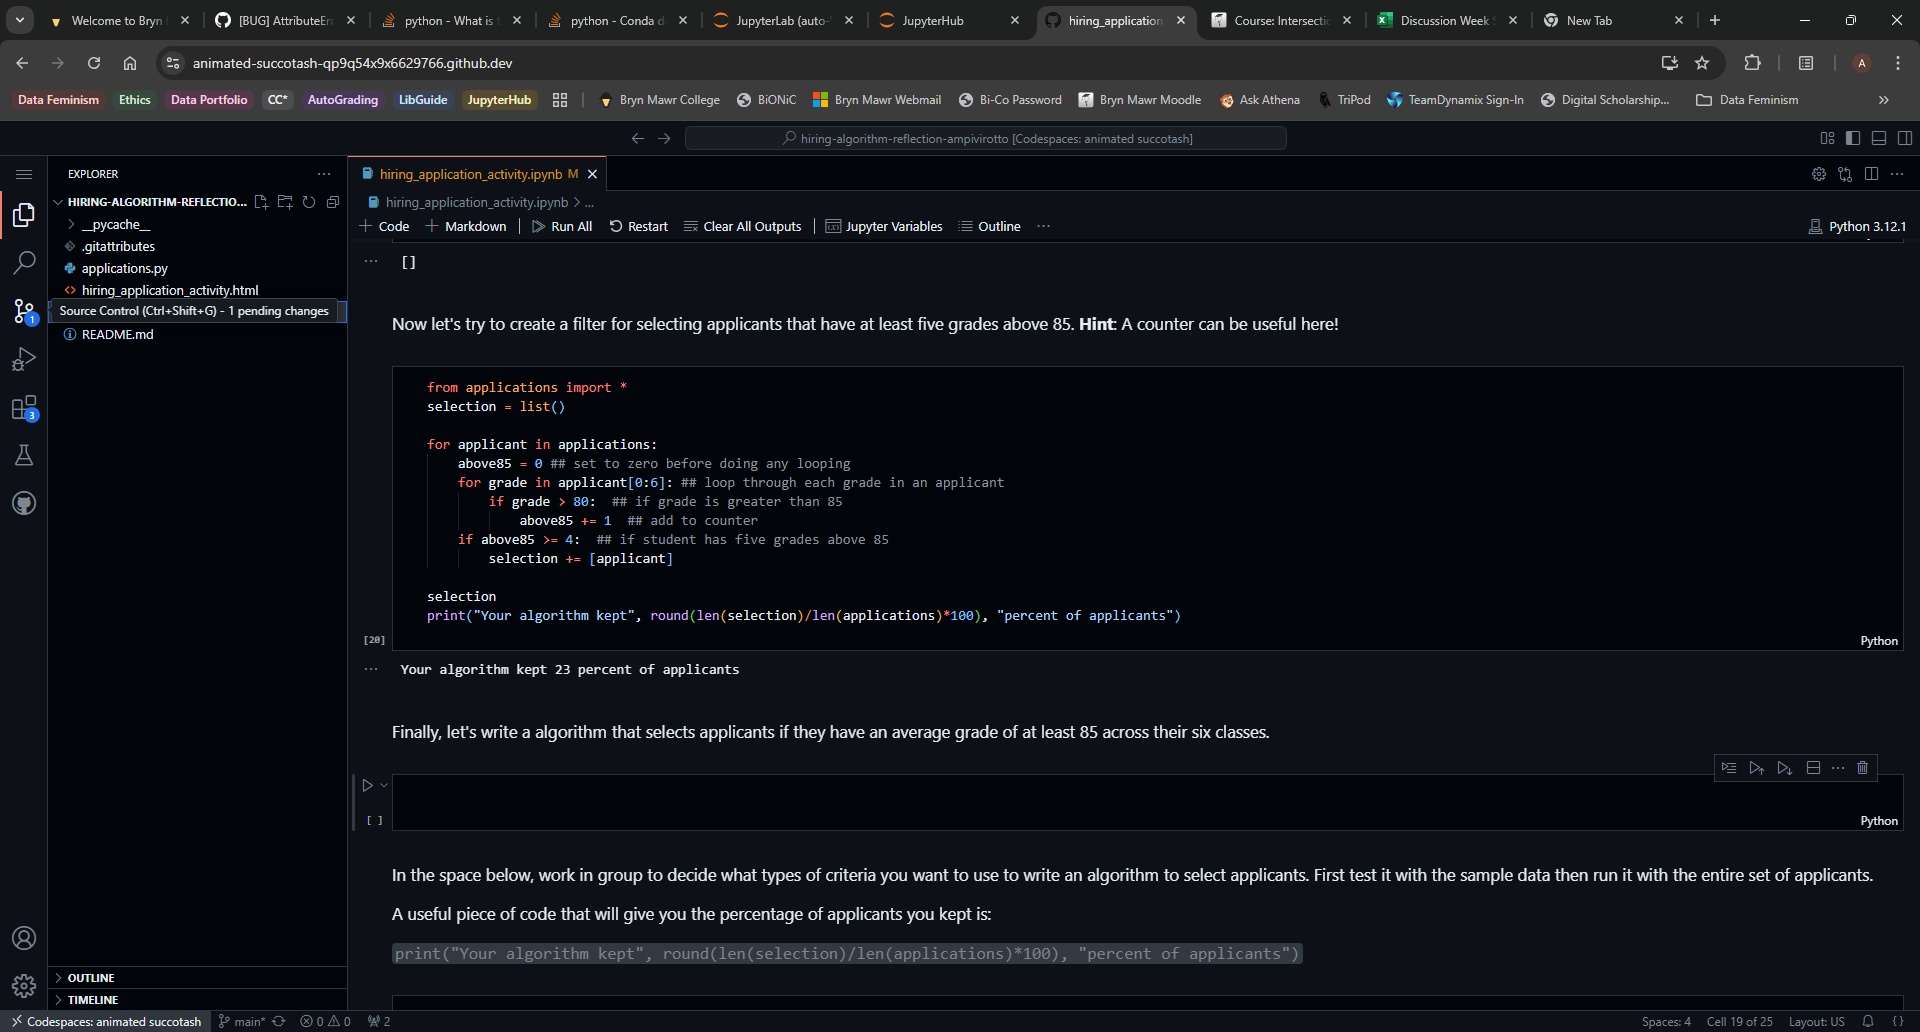 Welcome to Bryn
[BUG] AttributeErr
python - What is
python - Conda d
JupyterLab (auto-
JupyterHub
hiring_application
Course: Intersecti
Discussion Week
New Tab
animated-succotash-qp9q54x9x6629766.github.dev
A
Data Feminism
Ethics
Data Portfolio
CC*
AutoGrading
LibGuide
JupyterHub
Bryn Mawr College
BiONiC
Bryn Mawr Webmail
Bi-Co Password
Bryn Mawr Moodle
Ask Athena
TriPod
TeamDynamix Sign-In
Digital Scholarship...
Data Feminism
hiring-algorithm-reflection-ampivirotto [Codespaces: animated succotash]
EXPLORER
HIRING-ALGORITHM-REFLECTIO...
__pycache__
.gitattributes
applications.py
hiring_application_activity.html
Source Control (Ctrl+Shift+G) - 1 pending changes
README.md
1
3
OUTLINE
TIMELINE
hiring_application_activity.ipynb M
hiring_application_activity.ipynb > ...
Code
Markdown
Run All
Restart
Clear All Outputs
Jupyter Variables
Outline
Python 3.12.1
[]
Now let's try to create a filter for selecting applicants that have at least five grades above 85. Hint: A counter can be useful here!
from applications import *
selection = list()
for applicant in applications:
above85 = 0 ## set to zero before doing any looping
for grade in applicant[0:6]: ## loop through each grade in an applicant
if grade > 80:  ## if grade is greater than 85
above85 += 1  ## add to counter
if above85 >= 4:  ## if student has five grades above 85
selection += [applicant]
selection
print("Your algorithm kept", round(len(selection)/len(applications)*100), "percent of applicants")
[20]
Python
Your algorithm kept 23 percent of applicants
Finally, let's write a algorithm that selects applicants if they have an average grade of at least 85 across their six classes.
[ ]
Python
In the space below, work in group to decide what types of criteria you want to use to write an algorithm to select applicants. First test it with the sample data then run it with the entire set of applicants.
A useful piece of code that will give you the percentage of applicants you kept is:
print("Your algorithm kept", round(len(selection)/len(applications)*100), "percent of applicants")
Codespaces: animated succotash
main*
0
0
2
Spaces: 4
Cell 19 of 25
Layout: US